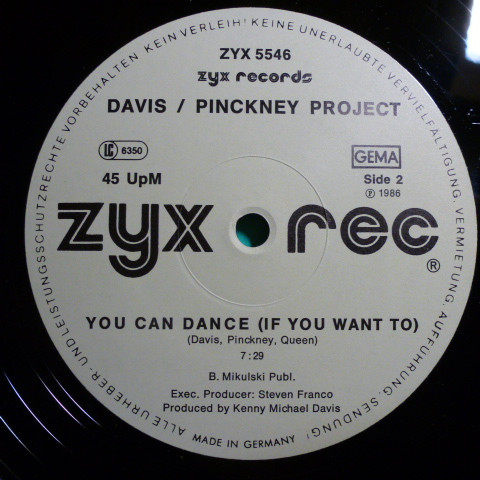 ZYX 5546
zyx records
DAVIS / PINCKNEY PROJECT
LC 6350
GEMA
45 UpM
Side 2
Ⓟ 1986
zyx rec ®
YOU CAN DANCE (IF YOU WANT TO)
(Davis, Pinckney, Queen)
7:29
B. Mikulski Publ.
Exec. Producer: Steven Franco
Produced by Kenny Michael Davis
MADE IN GERMANY
ALLE URHEBER- UND LEISTUNGSSCHUTZRECHTE VORBEHALTEN KEIN VERLEIH! KEINE UNERLAUBTE VERVIELFÄLTIGUNG, VERMIETUNG, AUFFÜHRUNG, SENDUNG!